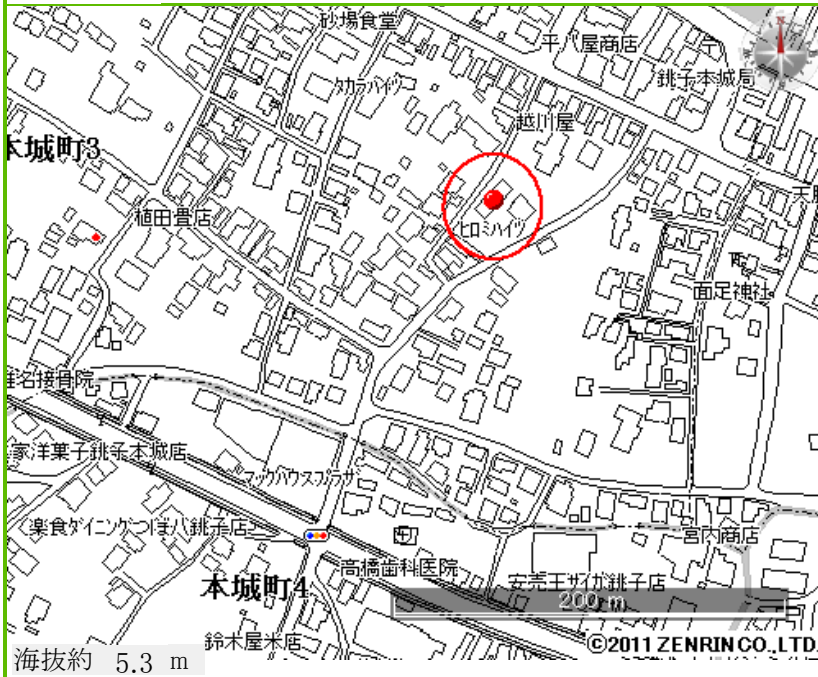 砂場食堂
平八屋商店
N
銚子本城局
タカラハイツ
越川屋
本城町3
植田畳店
ヒロミハイツ
面足神社
名接骨院
家洋菓子銚子本城店
マックハウスプラザ
楽食ダイニングつぼ八銚子店
宮内商店
高橋歯科医院
安売王サイカ銚子店
本城町4
200 m
鈴木屋米店
©2011 ZENRIN CO., LTD.
海抜約 5.3 m